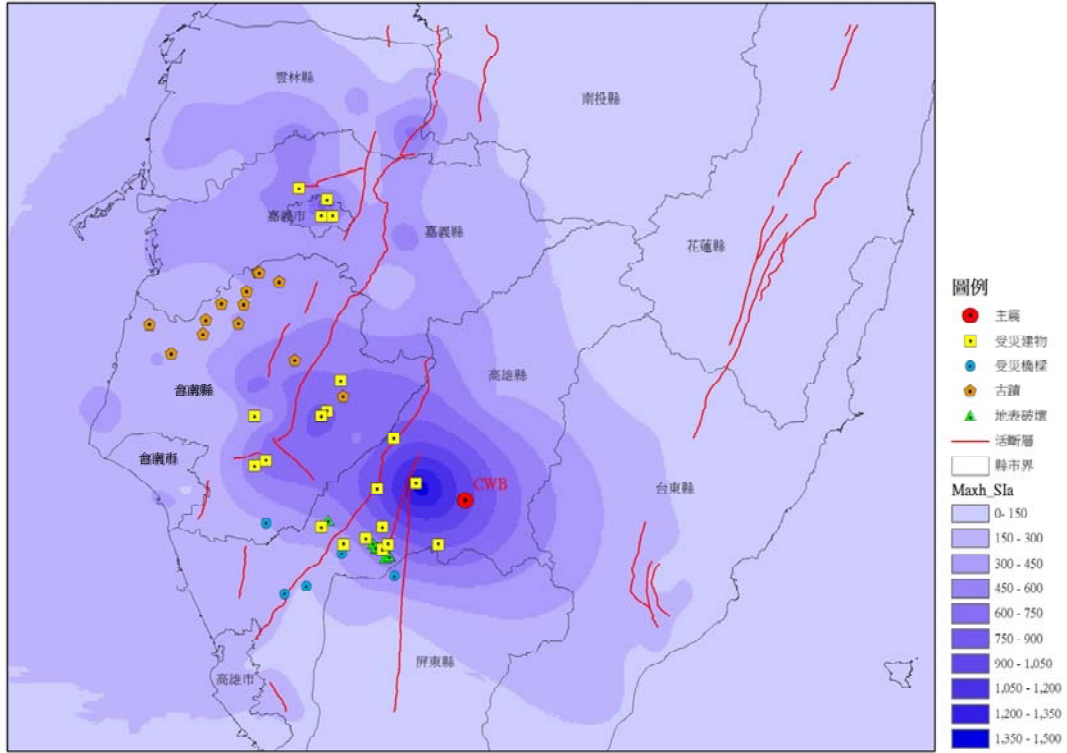 雲林縣
南投縣
嘉義市
嘉義縣
花蓮縣
高雄縣
台南縣
台南市
CWB
台東縣
屏東縣
高雄市
圖例
主震
受災建物
受災橋樑
古蹟
地表破壞
活斷層
縣市界
Maxh_SIa
0- 150
150 - 300
300 - 450
450 - 600
600 - 750
750 - 900
900 - 1,050
1,050 - 1,200
1,200 - 1,350
1,350 - 1,500